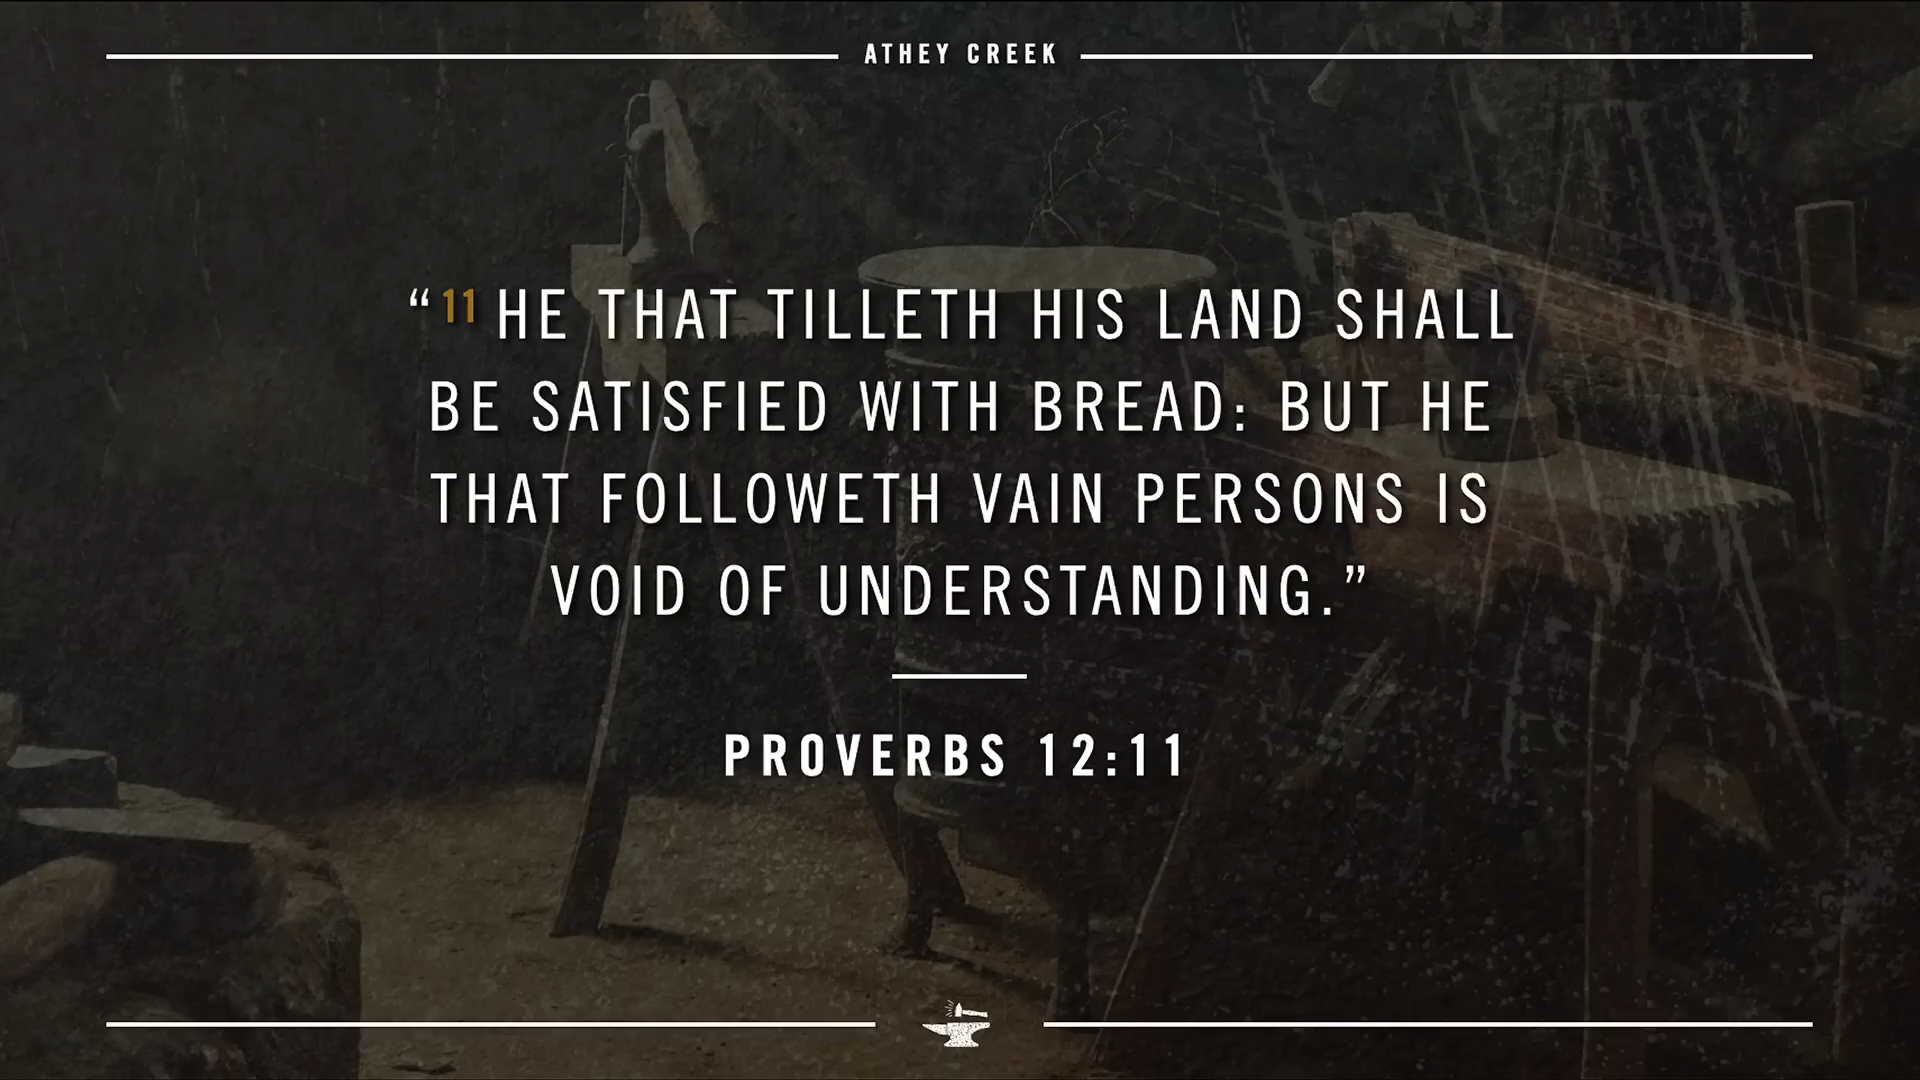 ATHEY CREEK
“11 HE THAT TILLETH HIS LAND SHALL
BE SATISFIED WITH BREAD: BUT HE
THAT FOLLOWETH VAIN PERSONS IS
VOID OF UNDERSTANDING.”
PROVERBS 12:11